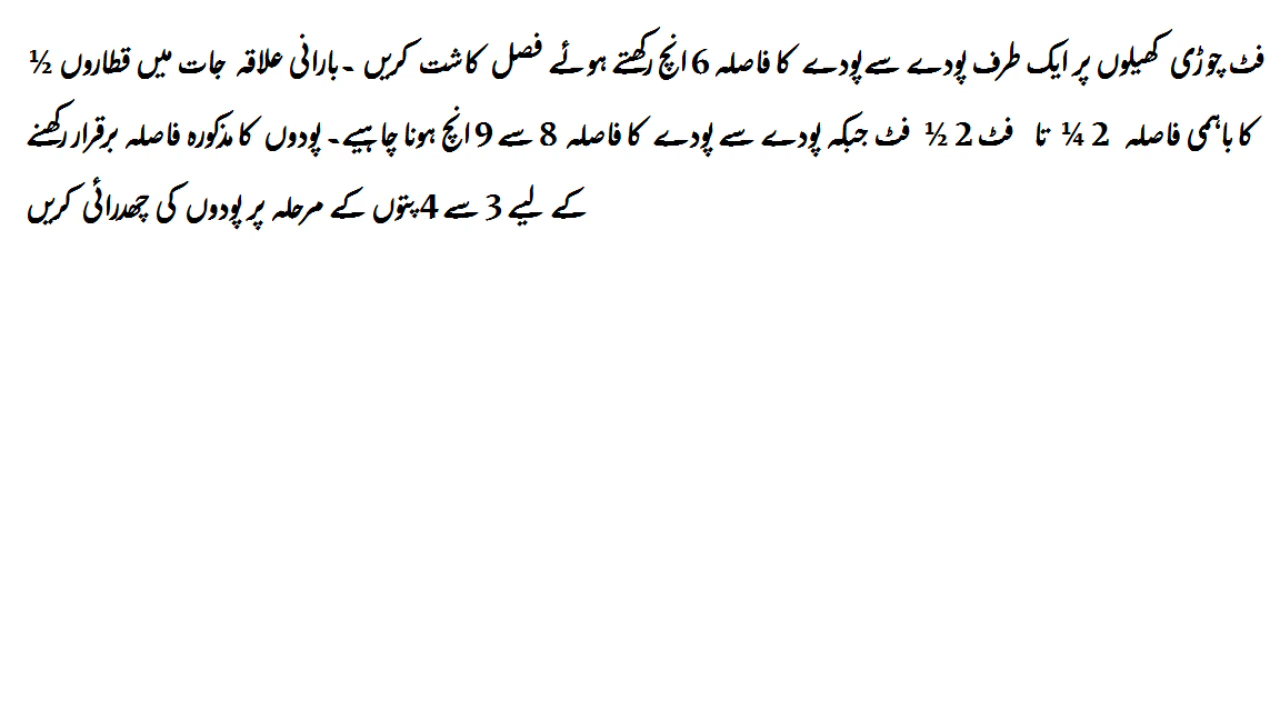 فٹ چوڑی کھیلوں پر ایک طرف پودے سے پودے کا فاصلہ 6 انچ رکھتے ہوئے فصل کاشت کریں ۔بارانی علاقہ جات میں قطاروں ½
کا باہمی فاصلہ 2 ¼ تا فٹ 2 ½ فٹ جبکہ پودے سے پودے کا فاصلہ 8 سے 9 انچ ہونا چاہیے۔ پودوں کا مذکورہ فاصلہ برقرار رکھنے
کے لیے 3 سے 4 پتوں کے مرحلہ پر پودوں کی چھدرائی کریں